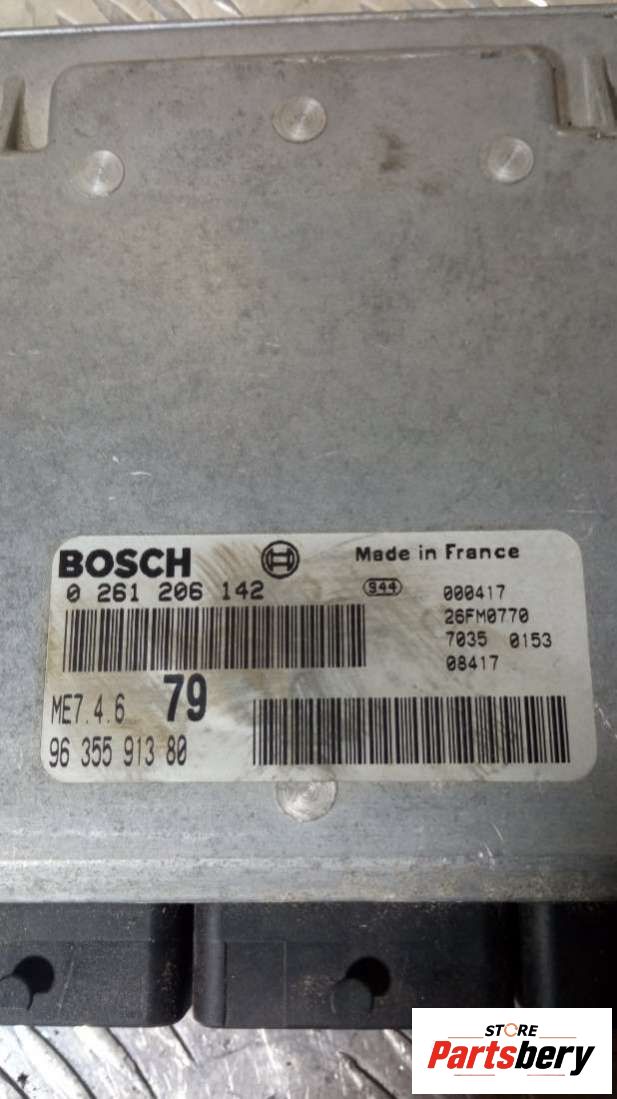 BOSCH
Made in France
0 261 206 142
S44
000417
26FM0770
7035 0153
08417
ME7.4.6 79
96 355 913 80
STORE
Partsbery